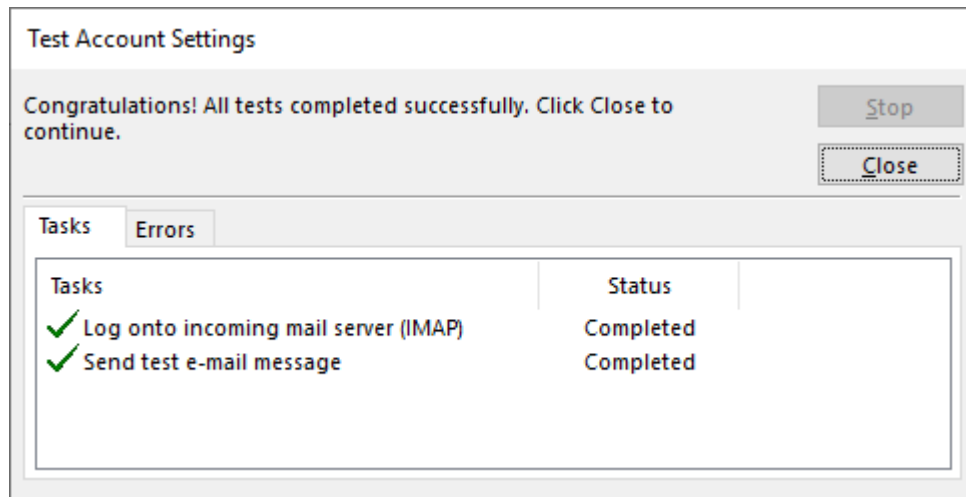 Test Account Settings
Congratulations! All tests completed successfully. Click Close to
continue.
Stop
Close
Tasks
Errors
Tasks Status
Log onto incoming mail server (IMAP) Completed
Send test e-mail message Completed